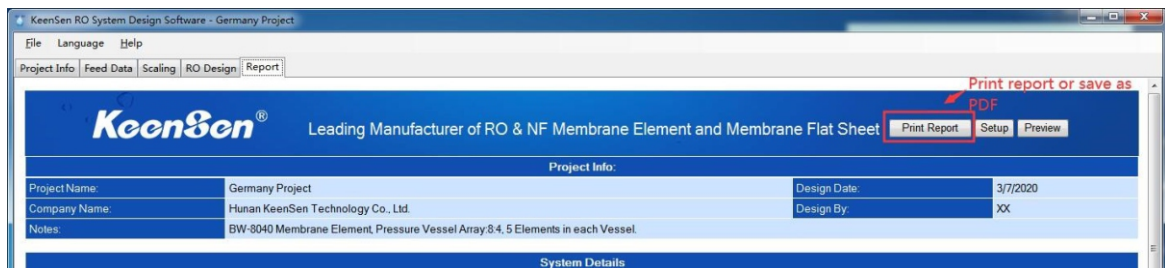 KeenSen RO System Design Software - Germany Project
File Language Help
Project Info Feed Data Scaling RO Design Report
Print report or save as PDF
KeenSen® Leading Manufacturer of RO & NF Membrane Element and Membrane Flat Sheet Print Report Setup Preview
Project Info:
Project Name: Germany Project Design Date: 3/7/2020
Company Name: Hunan KeenSen Technology Co., Ltd. Design By: XX
Notes: BW-8040 Membrane Element, Pressure Vessel Array:8:4, 5 Elements in each Vessel.
System Details